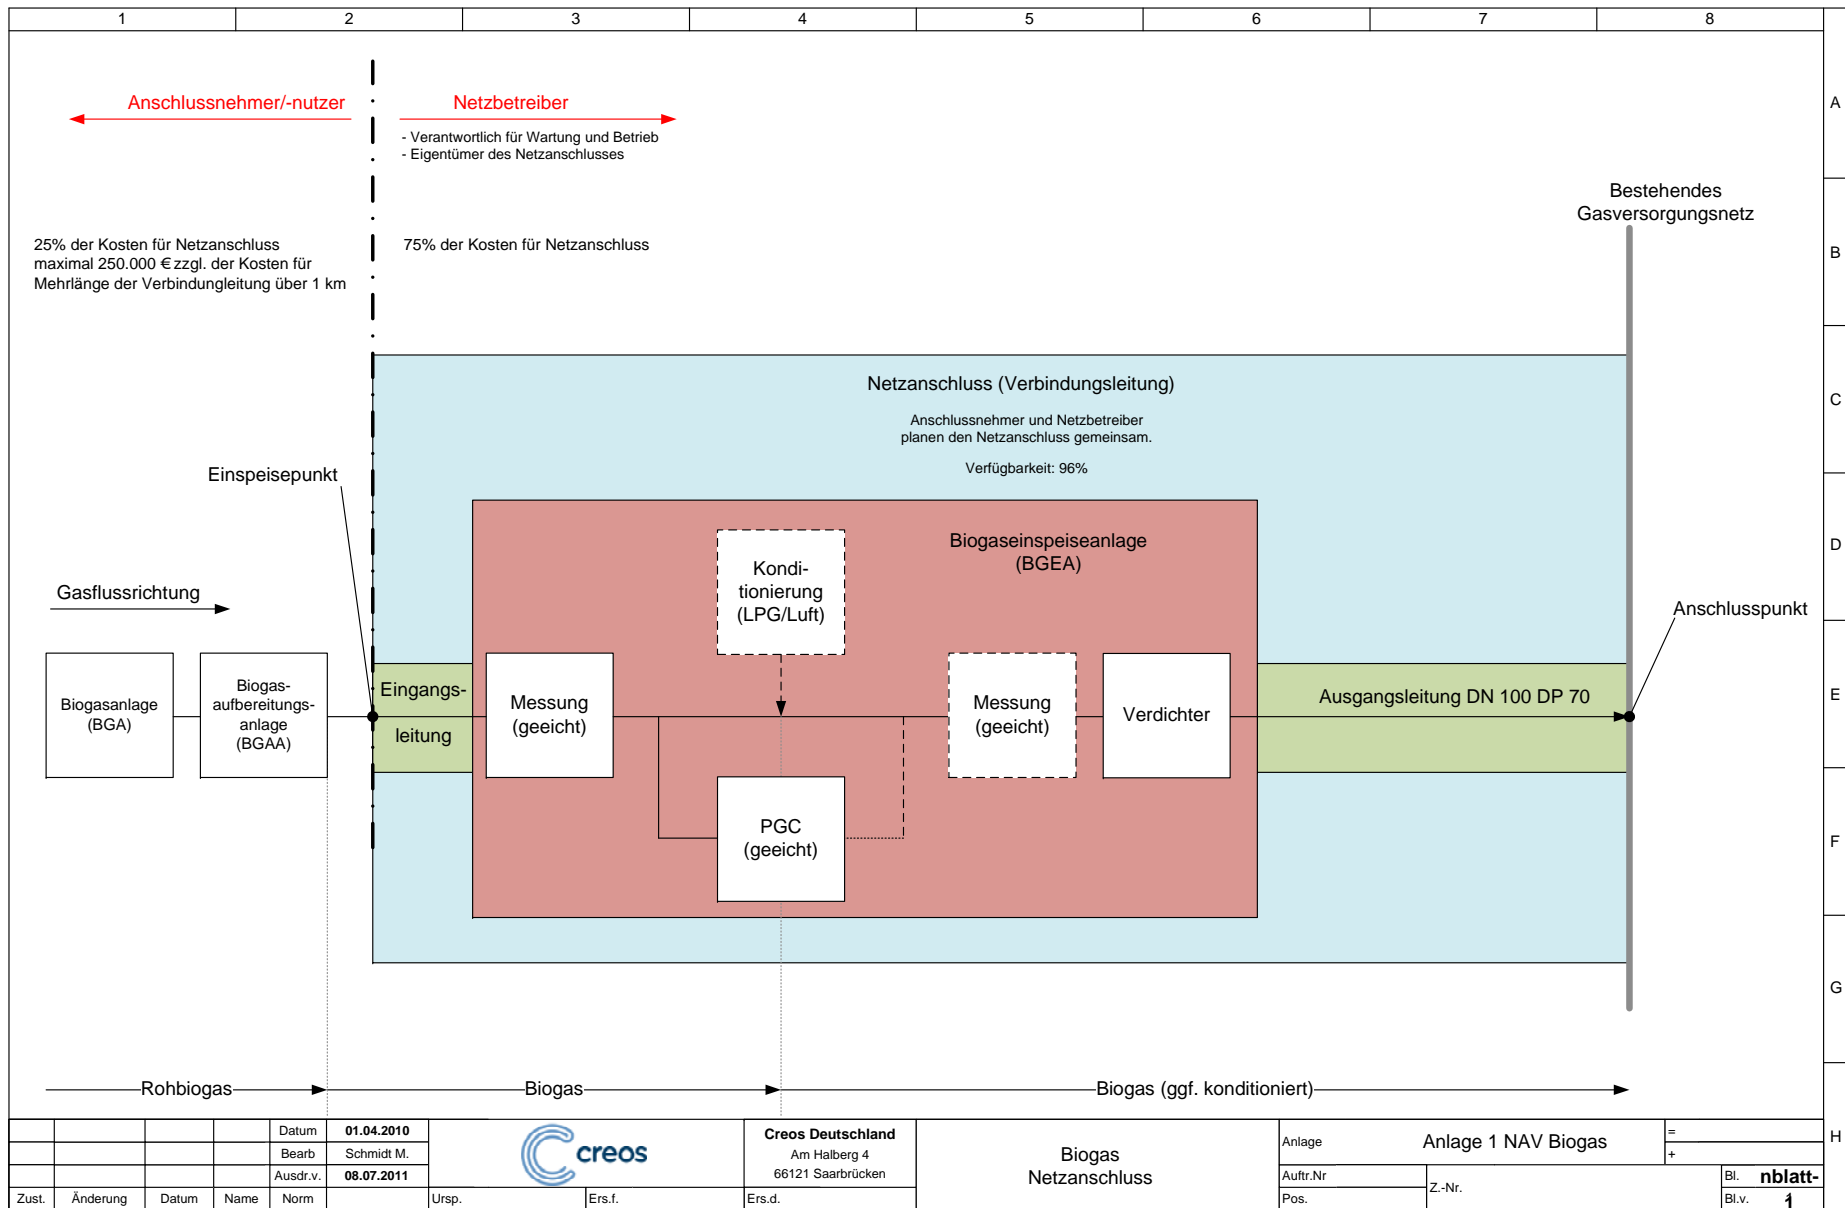 1 2 3 4 5 6 7 8
A
B
C
D
E
F
G
H
Anschlussnehmer/-nutzer
Netzbetreiber
- Verantwortlich für Wartung und Betrieb
- Eigentümer des Netzanschlusses
Bestehendes
Gasversorgungsnetz
25% der Kosten für Netzanschluss
maximal 250.000 € zzgl. der Kosten für
Mehrlänge der Verbindungleitung über 1 km
75% der Kosten für Netzanschluss
Netzanschluss (Verbindungsleitung)
Anschlussnehmer und Netzbetreiber
planen den Netzanschluss gemeinsam.
Verfügbarkeit: 96%
Einspeisepunkt
Biogaseinspeiseanlage
(BGEA)
Kondi-
tionierung
(LPG/Luft)
Gasflussrichtung
Anschlusspunkt
Biogasanlage
(BGA)
Biogas-
aufbereitungs-
anlage
(BGAA)
Eingangs-
leitung
Messung
(geeicht)
Messung
(geeicht)
Verdichter
Ausgangsleitung DN 100 DP 70
PGC
(geeicht)
Rohbiogas
Biogas
Biogas (ggf. konditioniert)
Datum 01.04.2010
Bearb Schmidt M.
Ausdr.v. 08.07.2011
Zust. Änderung Datum Name Norm
creos
Ursp. Ers.f. Ers.d.
Creos Deutschland
Am Halberg 4
66121 Saarbrücken
Biogas
Netzanschluss
Anlage Anlage 1 NAV Biogas
=
+
Auftr.Nr
Pos.
Z.-Nr.
Bl. nblatt-
Bl.v.